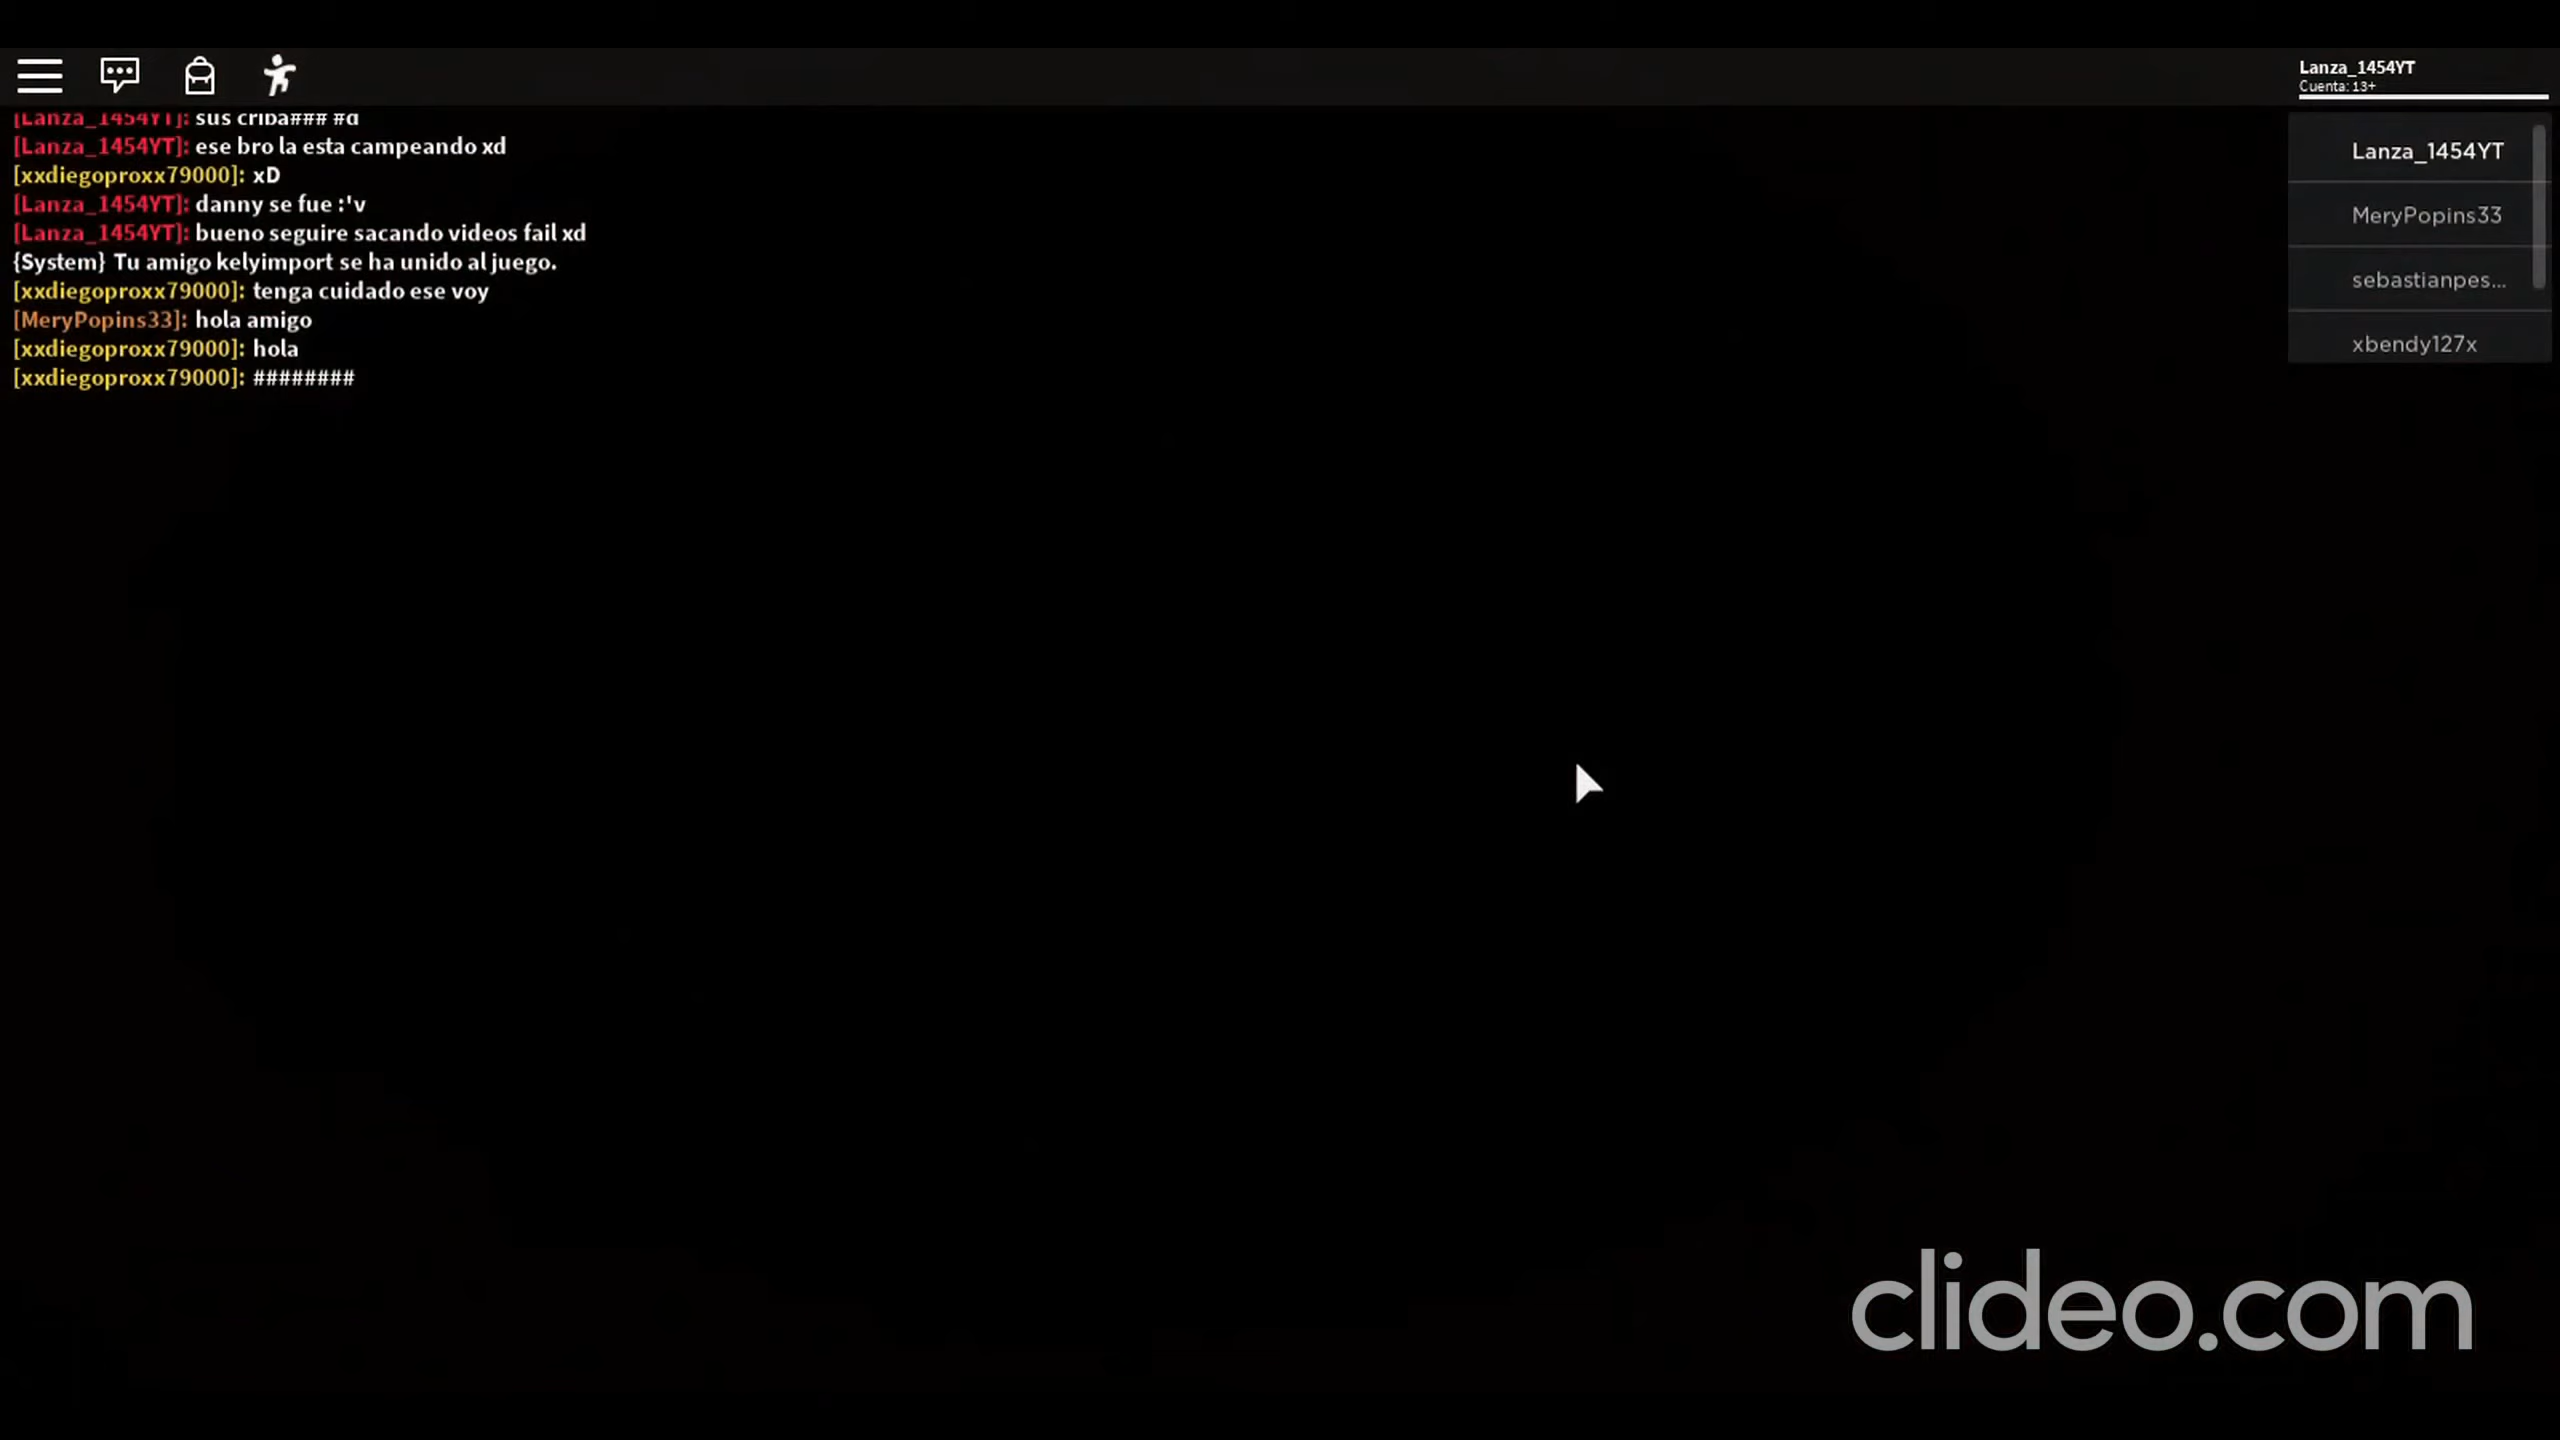 Lanza_1454YT
Cuenta: 13+
[Lanza_1454YT]: sus criba### #d
[Lanza_1454YT]: ese bro la esta campeando xd
[xxdiegoproxx79000]: xD
[Lanza_1454YT]: danny se fue :'v
[Lanza_1454YT]: bueno seguire sacando videos fail xd
{System} Tu amigo kelyimport se ha unido al juego.
[xxdiegoproxx79000]: tenga cuidado ese voy
[MeryPopins33]: hola amigo
[xxdiegoproxx79000]: hola
[xxdiegoproxx79000]: ########
Lanza_1454YT
MeryPopins33
sebastianpes...
xbendy127x
clideo.com